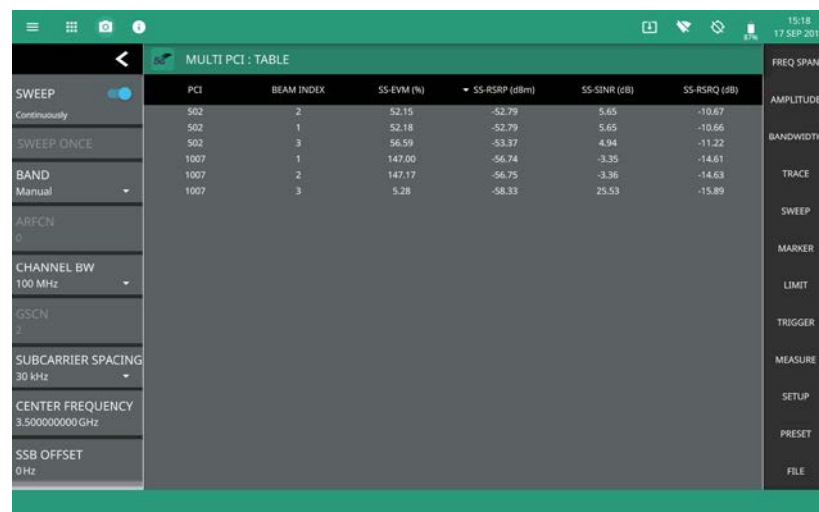 15:18
87%
17 SEP 201
5G
MULTI PCI : TABLE
FREQ SPAN
SWEEP
Continuously
SWEEP ONCE
BAND
Manual
ARFCN
0
CHANNEL BW
100 MHz
GSCN
2
SUBCARRIER SPACING
30 kHz
CENTER FREQUENCY
3.500000000 GHz
SSB OFFSET
0 Hz
PCI BEAM INDEX SS-EVM (%) SS-RSRP (dBm) SS-SINR (dB) SS-RSRQ (dB)
502 2 52.15 -52.79 5.65 -10.67
502 1 52.18 -52.79 5.65 -10.66
502 3 56.59 -53.37 4.94 -11.22
1007 1 147.00 -56.74 -3.35 -14.61
1007 2 147.17 -56.75 -3.36 -14.63
1007 3 5.28 -58.33 25.53 -15.89
AMPLITUDE
BANDWIDTH
TRACE
SWEEP
MARKER
LIMIT
TRIGGER
MEASURE
SETUP
PRESET
FILE